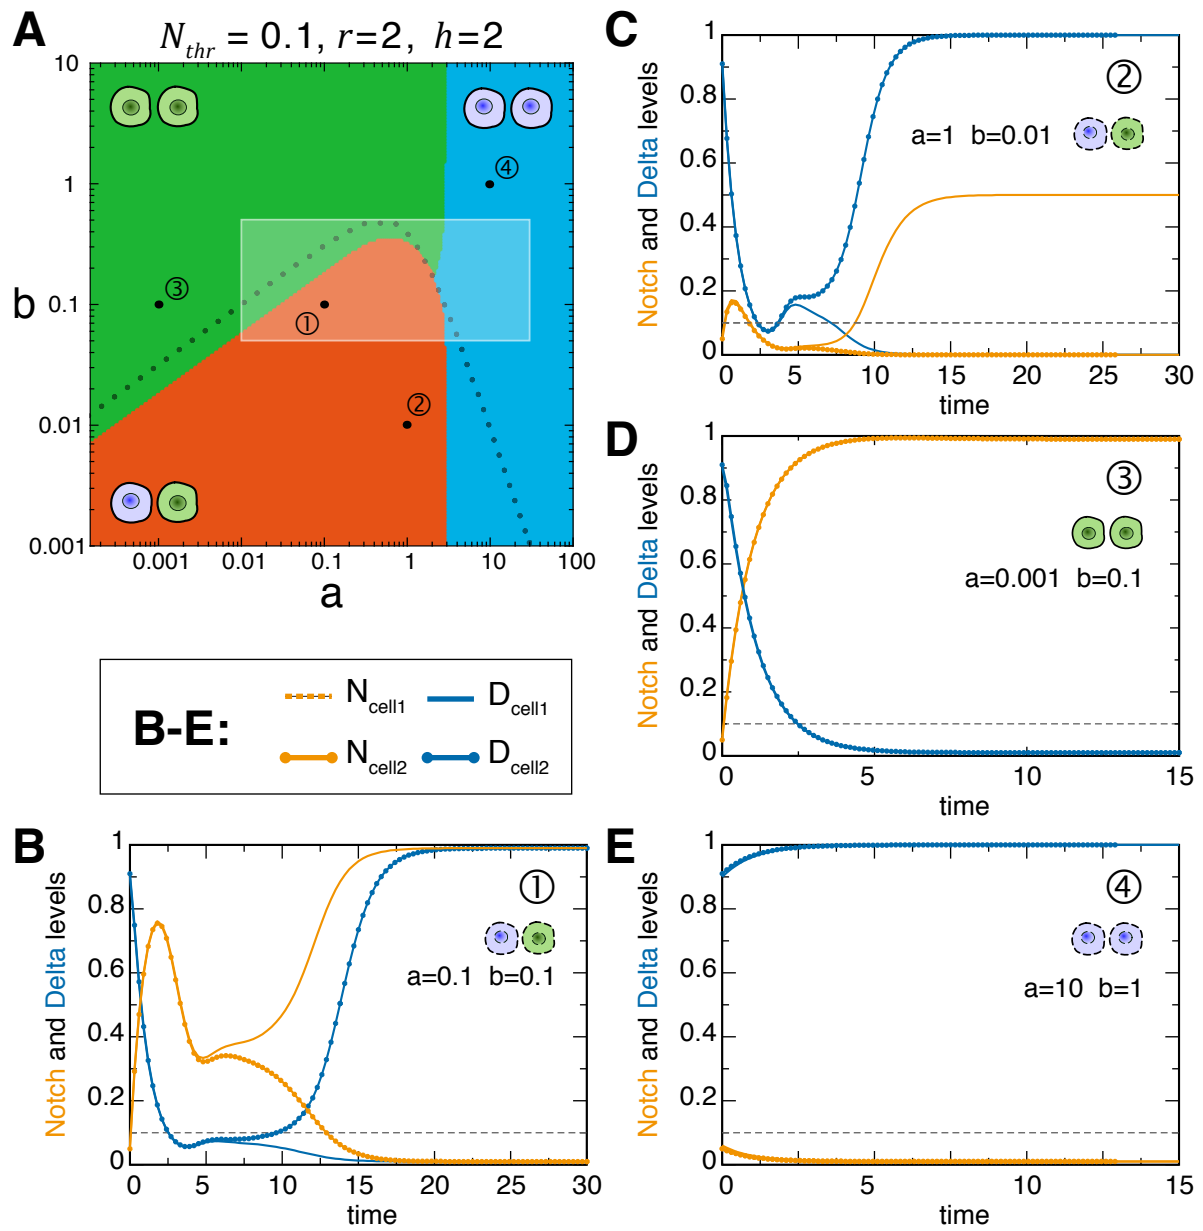 A
N_thr = 0.1, r=2, h=2
10
1
b 0.1
0.01
0.001
④
③
①
②
0.001 0.01 0.1 1 10 100
a
B-E:
N_cell1 D_cell1
N_cell2 D_cell2
B
Notch and Delta levels
1
0.8
0.6
0.4
0.2
0
①
a=0.1 b=0.1
0 5 10 15 20 25 30
time
C
Notch and Delta levels
1
0.8
0.6
0.4
0.2
0
②
a=1 b=0.01
0 5 10 15 20 25 30
time
D
Notch and Delta levels
1
0.8
0.6
0.4
0.2
0
③
a=0.001 b=0.1
0 5 10 15
time
E
Notch and Delta levels
1
0.8
0.6
0.4
0.2
0
④
a=10 b=1
0 5 10 15
time